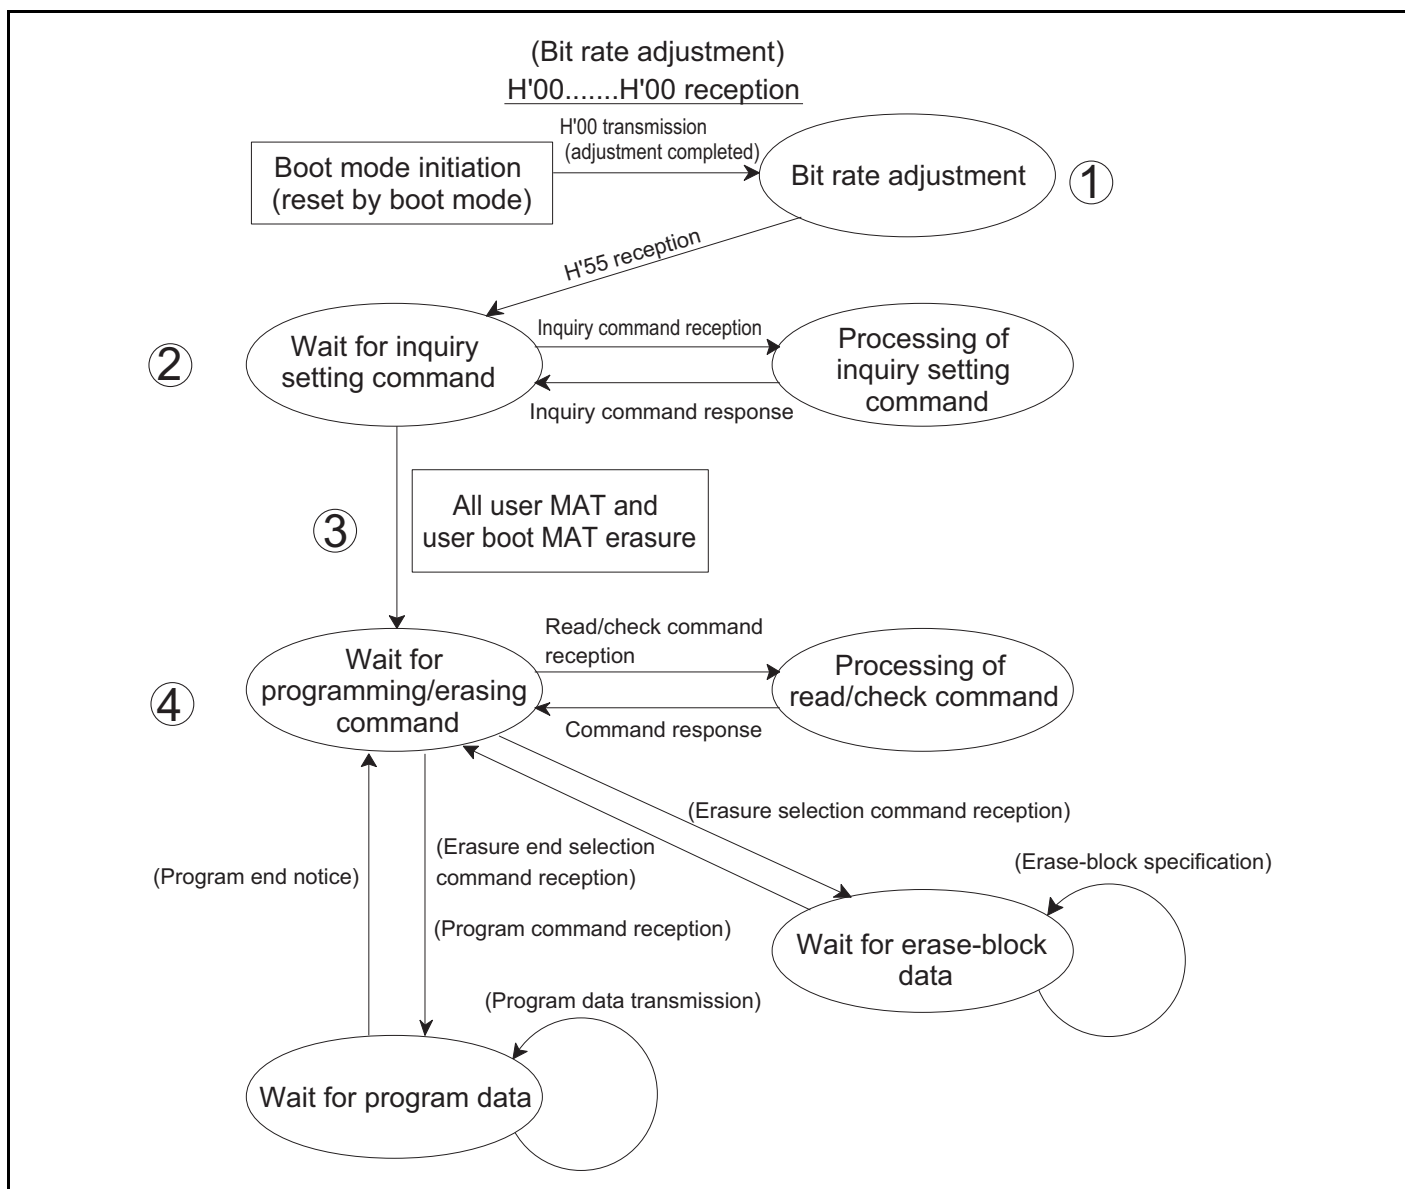 (Bit rate adjustment)
H'00.......H'00 reception
H'00 transmission
(adjustment completed)
Boot mode initiation
(reset by boot mode)
Bit rate adjustment
1
H'55 reception
2
Wait for inquiry
setting command
Inquiry command reception
Inquiry command response
Processing of
inquiry setting
command
3
All user MAT and
user boot MAT erasure
4
Wait for
programming/erasing
command
Read/check command
reception
Command response
Processing of
read/check command
(Erasure selection command reception)
(Program end notice)
(Erasure end selection
command reception)
(Program command reception)
(Erase-block specification)
Wait for erase-block
data
(Program data transmission)
Wait for program data